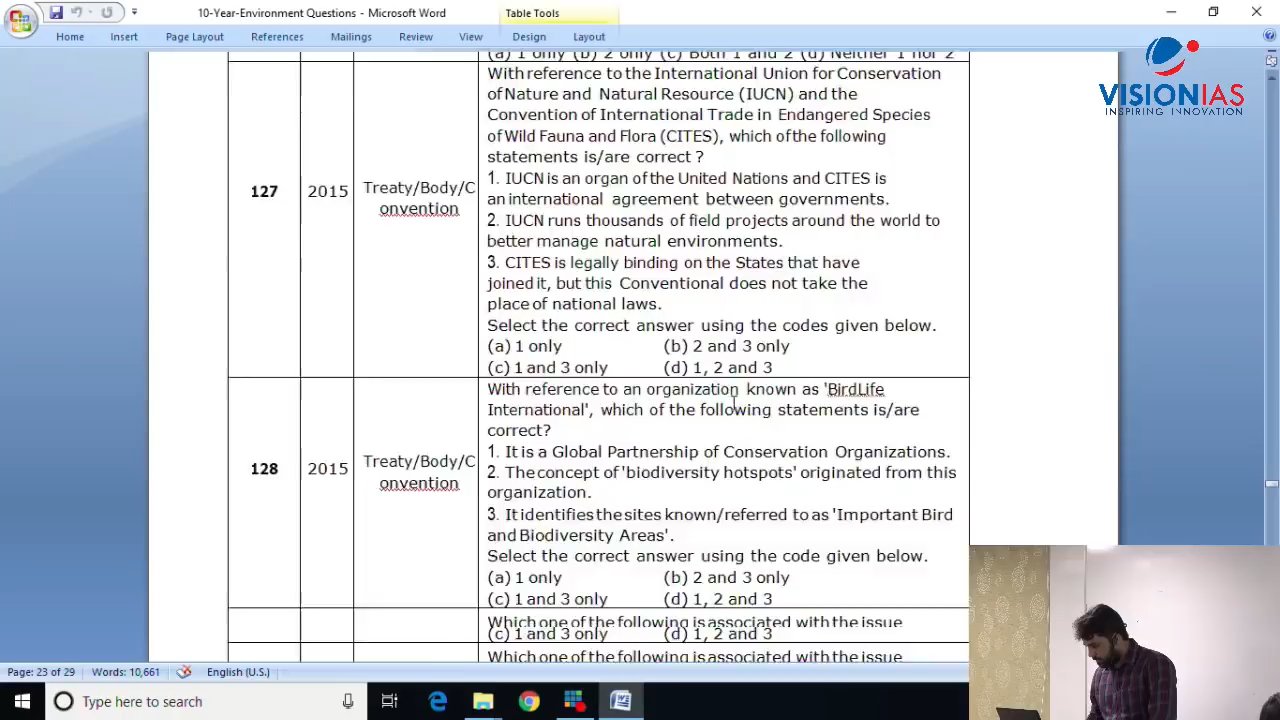 10-Year-Environment Questions - Microsoft Word
Table Tools
Home Insert Page Layout References Mailings Review View Design Layout
VISIONIAS
INSPIRING INNOVATION
(a) 1 only (b) 2 only (c) Both 1 and 2 (d) Neither 1 nor 2
127
2015
Treaty/Body/C
onvention
With reference to the International Union for Conservation
of Nature and Natural Resource (IUCN) and the
Convention of International Trade in Endangered Species
of Wild Fauna and Flora (CITES), which of the following
statements is/are correct ?
1. IUCN is an organ of the United Nations and CITES is
an international agreement between governments.
2. IUCN runs thousands of field projects around the world to
better manage natural environments.
3. CITES is legally binding on the States that have
joined it, but this Conventional does not take the
place of national laws.
Select the correct answer using the codes given below.
(a) 1 only (b) 2 and 3 only
(c) 1 and 3 only (d) 1, 2 and 3
128
2015
Treaty/Body/C
onvention
With reference to an organization known as 'BirdLife
International', which of the following statements is/are
correct?
1. It is a Global Partnership of Conservation Organizations.
2. The concept of 'biodiversity hotspots' originated from this
organization.
3. It identifies the sites known/referred to as 'Important Bird
and Biodiversity Areas'.
Select the correct answer using the code given below.
(a) 1 only (b) 2 and 3 only
(c) 1 and 3 only (d) 1, 2 and 3
Which one of the following is associated with the issue
(c) 1 and 3 only (d) 1, 2 and 3
Which one of the following is associated with the issue
Page: 23 of 29 Words: 10,661 English (U.S.)
Type here to search